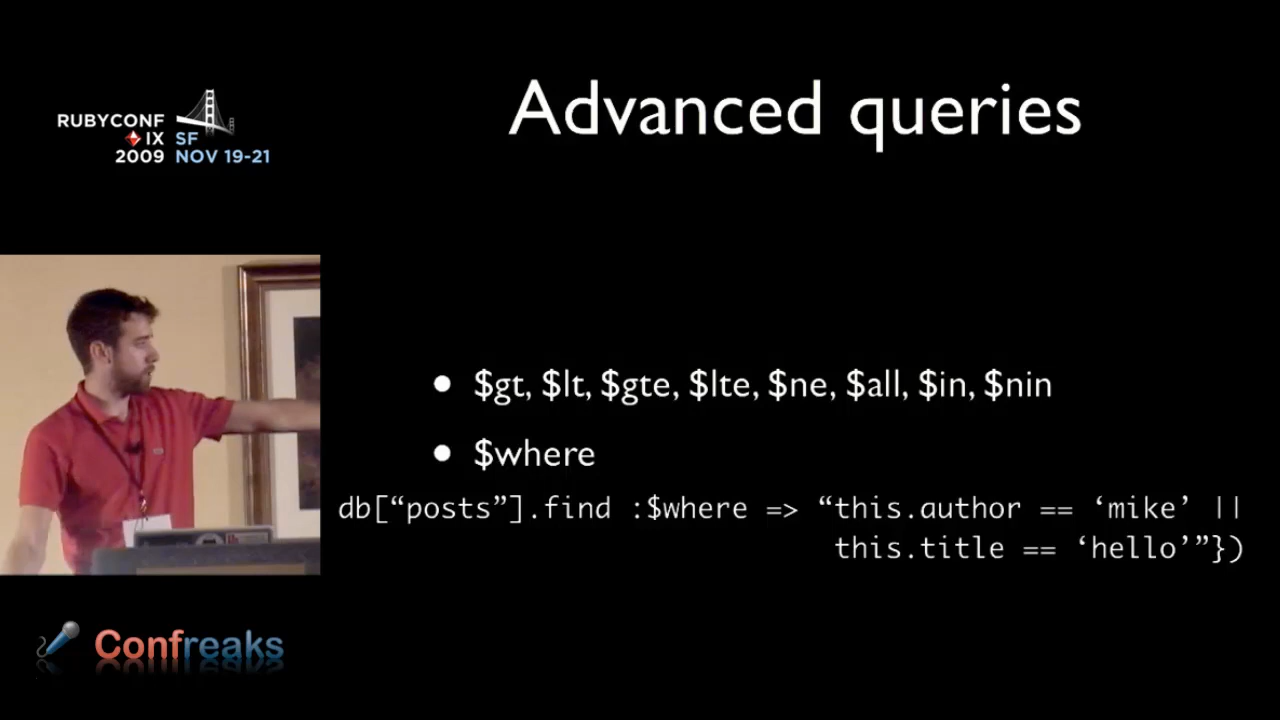 Advanced queries
RUBYCONF
IX SF
2009 NOV 19-21
• $gt, $lt, $gte, $lte, $ne, $all, $in, $nin
• $where
db[“posts”].find :$where => “this.author == ‘mike’ ||
this.title == ‘hello’”})
Confreaks